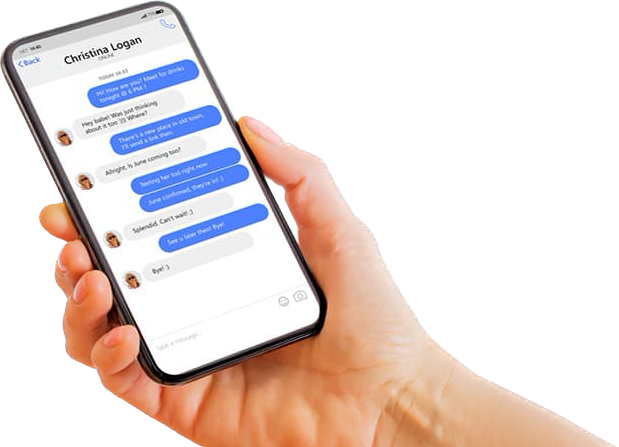 NET 14:40
70%
Back
Christina Logan
ONLINE
TODAY
Hi! How are you? Meet for drinks
tonight @ 6 PM ?
Hey babe! Was just thinking
about it too :))) Where?
There's a new place in old town,
I'll send a link then.
Allright, Is June coming too?
Texting her too right now
June confirmed, they're in! :)
Splendid. Can't wait! :)
See u later then! Bye!
Bye! :)
Type a message...